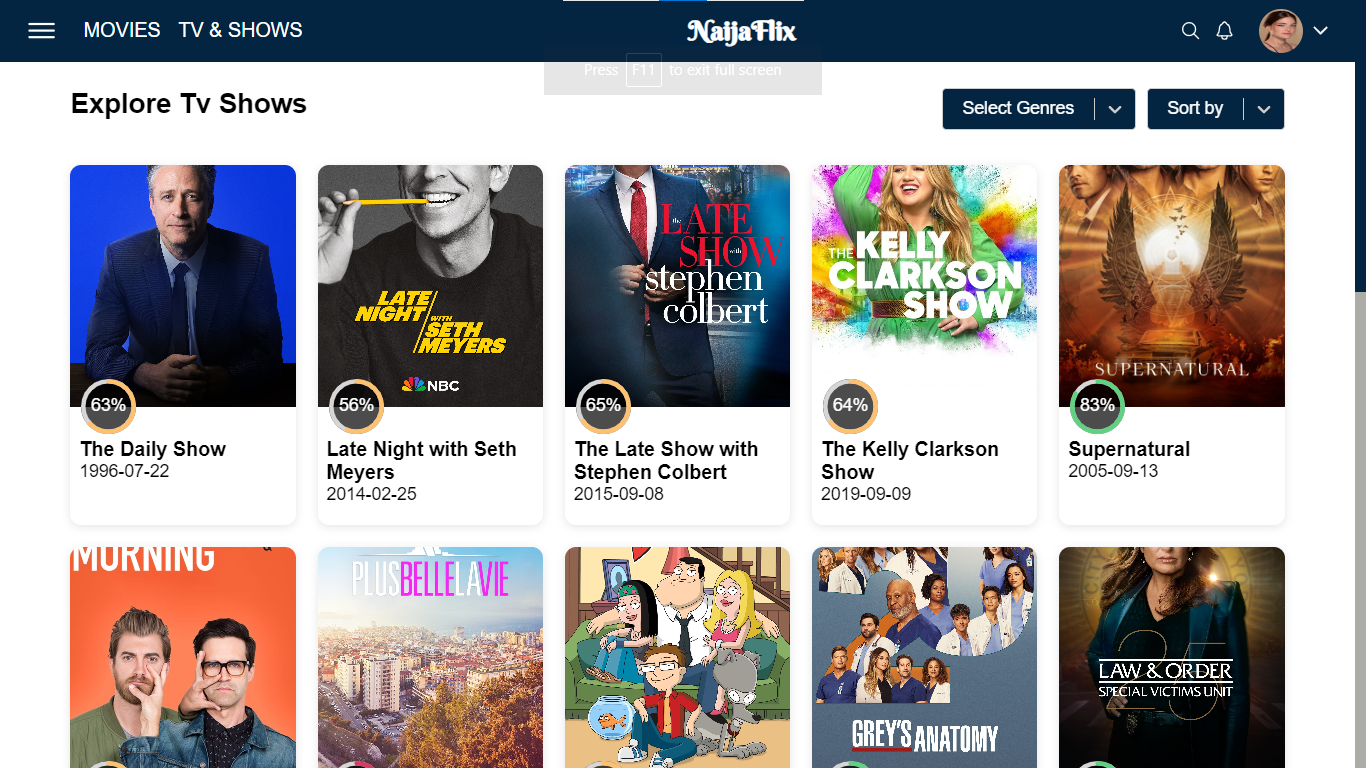 MOVIES TV & SHOWS NaijaFlix
Press F11 to exit full screen
Explore Tv Shows
Select Genres Sort by
LATE
NIGHT WITH
SETH
MEYERS
NBC
the LATE
SHOW with
stephen
colbert
THE KELLY
CLARKSON
SHOW
SUPERNATURAL
63% 56% 65% 64% 83%
The Daily Show
1996-07-22
Late Night with Seth
Meyers
2014-02-25
The Late Show with
Stephen Colbert
2015-09-08
The Kelly Clarkson
Show
2019-09-09
Supernatural
2005-09-13
MORNING
PLUS BELLE LA VIE
GREY'S ANATOMY
25
LAW & ORDER
SPECIAL VICTIMS UNIT